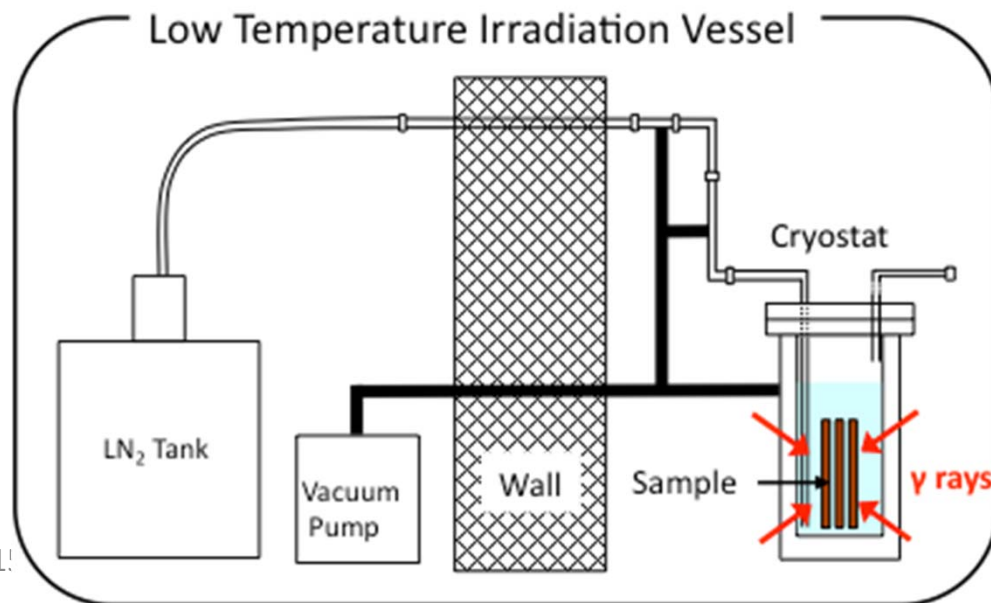 Low Temperature Irradiation Vessel
Cryostat
LN₂ Tank
Vacuum
Pump
Wall
Sample
γ rays